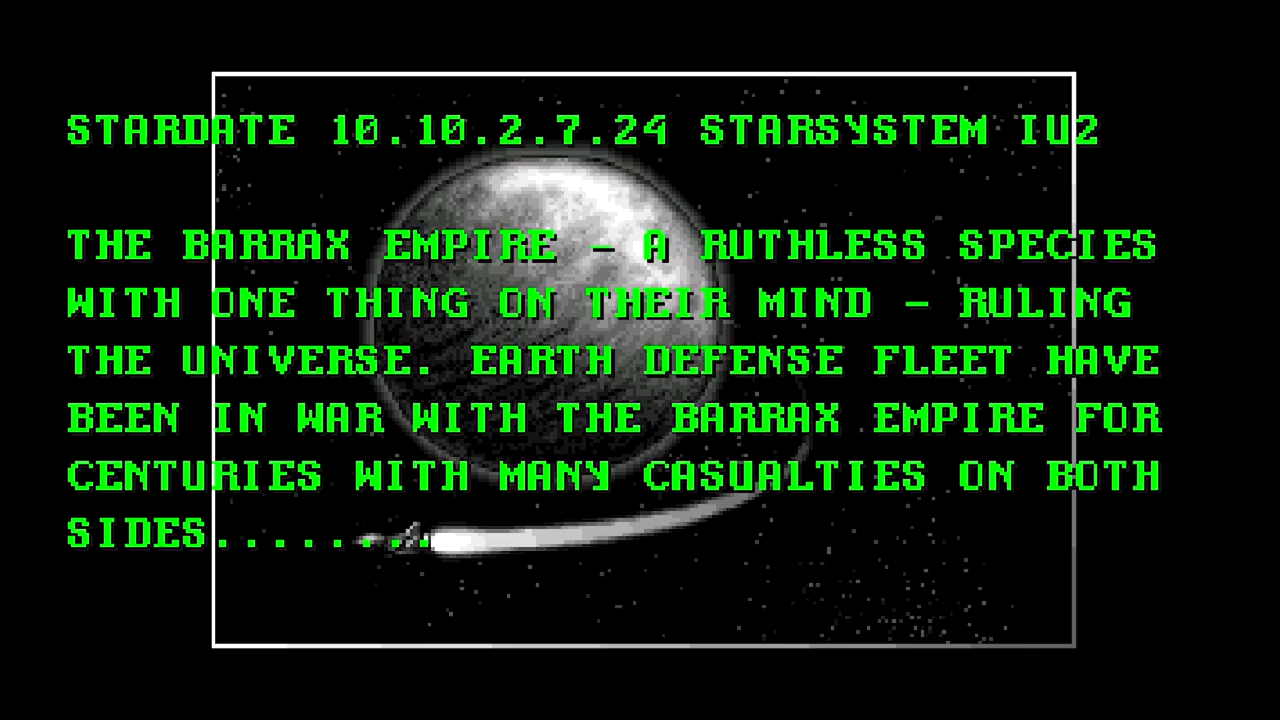 STARDATE 10.10.2.7.24 STARSYSTEM IU2
THE BARRAX EMPIRE - A RUTHLESS SPECIES
WITH ONE THING ON THEIR MIND - RULING
THE UNIVERSE. EARTH DEFENSE FLEET HAVE
BEEN IN WAR WITH THE BARRAX EMPIRE FOR
CENTURIES WITH MANY CASUALTIES ON BOTH
SIDES........